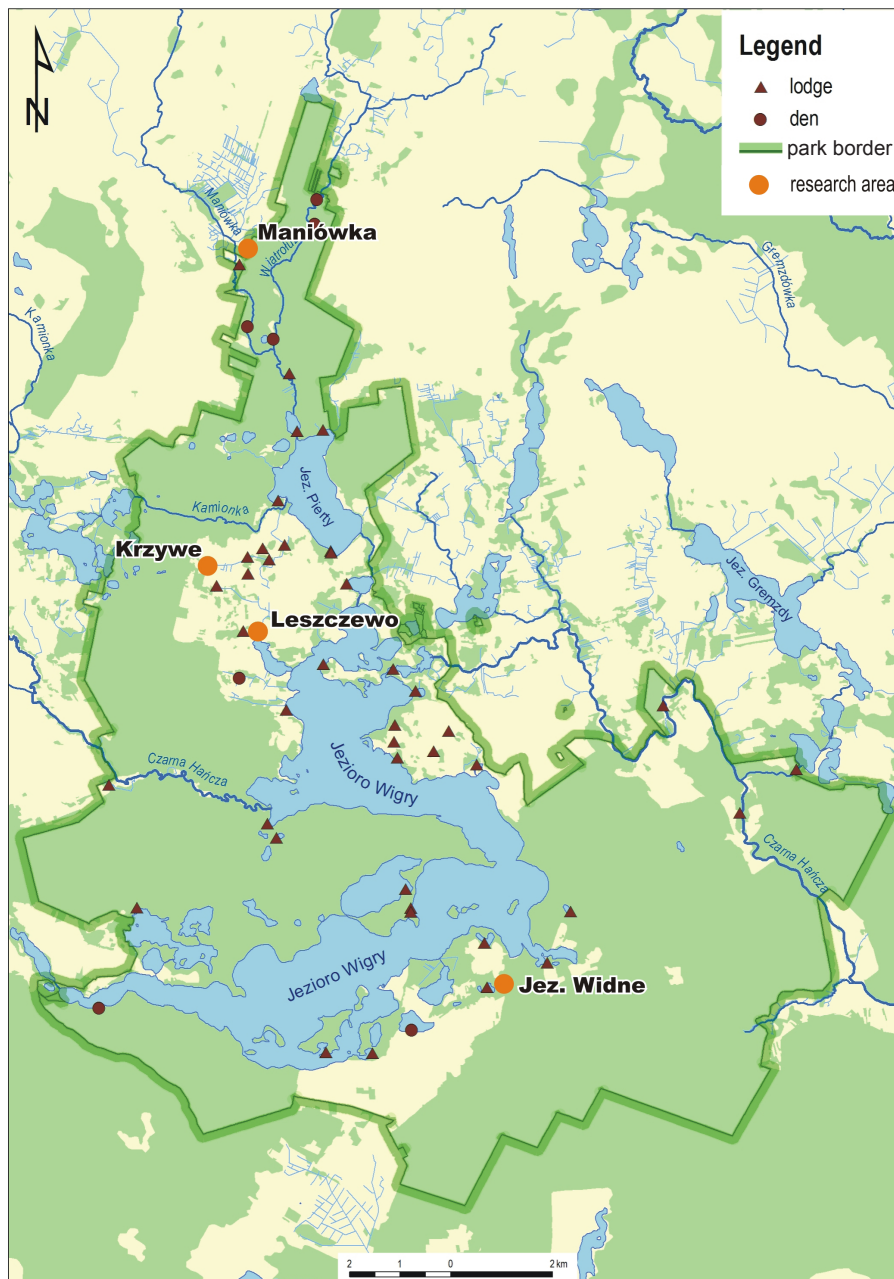 N
Legend
lodge
den
park border
research area
Maniówka
Maniówka
Wiatrołuża
Gremzdówka
Kamionka
Jez. Pierty
Kamionka
Krzywe
Jez. Gremzdy
Leszczewo
Czarna Hańcza
Jezioro Wigry
Czarna Hańcza
Jezioro Wigry
Jez. Widne
2 1 0 2 km